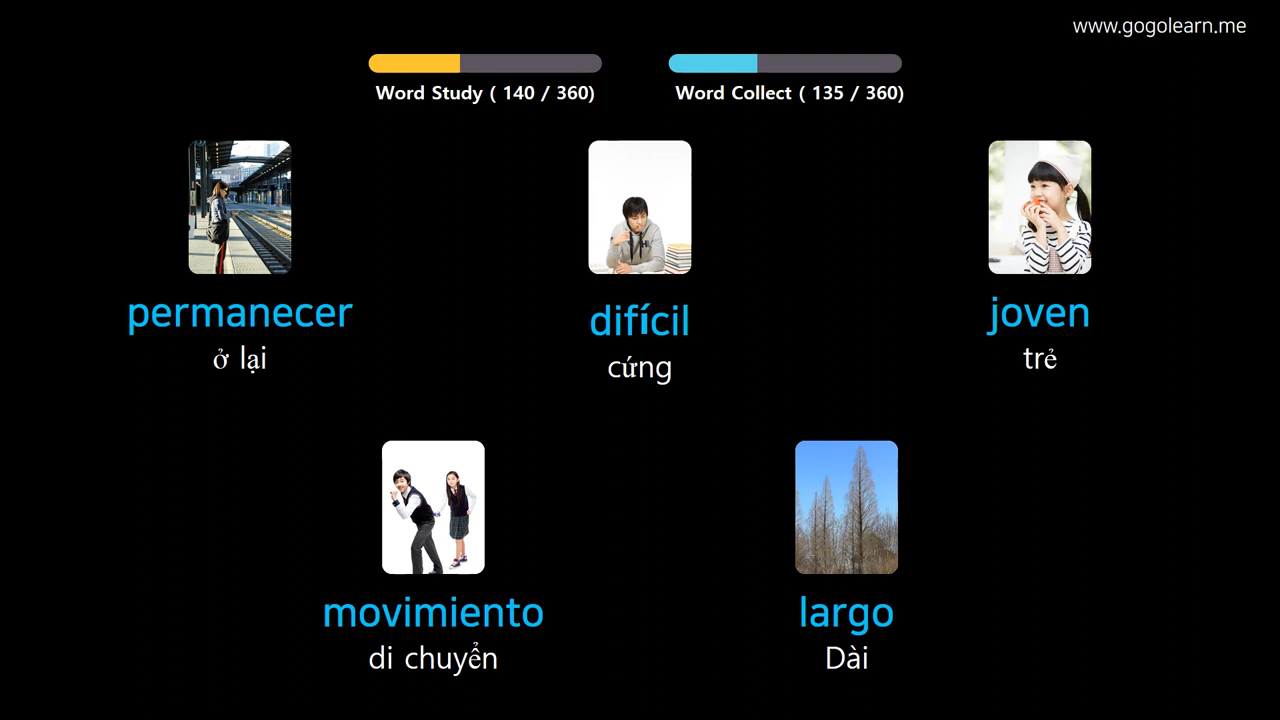 www.gogolearn.me
Word Study ( 140 / 360)
Word Collect ( 135 / 360)
permanecer
ở lại
difícil
cứng
joven
trẻ
movimiento
di chuyển
largo
Dài